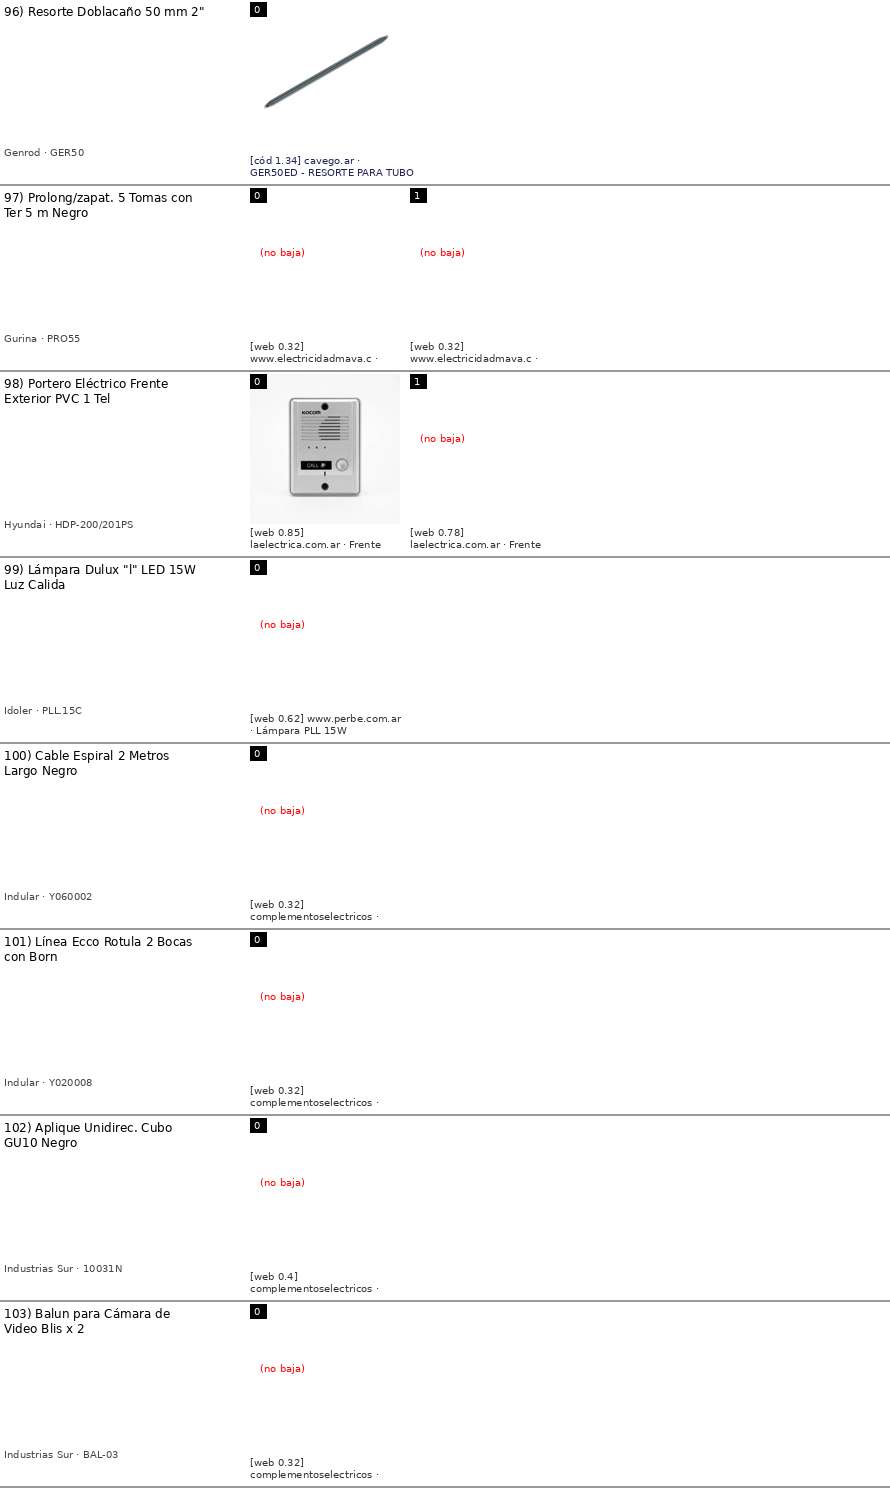 96) Resorte Doblacaño 50 mm 2"
0
Genrod · GER50
[cód 1.34] cavego.ar ·
GER50ED - RESORTE PARA TUBO
97) Prolong/zapat. 5 Tomas con
Ter 5 m Negro
0
1
(no baja)
(no baja)
Gurina · PRO55
[web 0.32]
www.electricidadmava.c ·
[web 0.32]
www.electricidadmava.c ·
98) Portero Eléctrico Frente
Exterior PVC 1 Tel
0
KOCOM
CALL
1
(no baja)
Hyundai · HDP-200/201PS
[web 0.85]
laelectrica.com.ar · Frente
[web 0.78]
laelectrica.com.ar · Frente
99) Lámpara Dulux "l" LED 15W
Luz Calida
0
(no baja)
Idoler · PLL.15C
[web 0.62] www.perbe.com.ar
· Lámpara PLL 15W
100) Cable Espiral 2 Metros
Largo Negro
0
(no baja)
Indular · Y060002
[web 0.32]
complementoselectricos ·
101) Línea Ecco Rotula 2 Bocas
con Born
0
(no baja)
Indular · Y020008
[web 0.32]
complementoselectricos ·
102) Aplique Unidirec. Cubo
GU10 Negro
0
(no baja)
Industrias Sur · 10031N
[web 0.4]
complementoselectricos ·
103) Balun para Cámara de
Video Blis x 2
0
(no baja)
Industrias Sur · BAL-03
[web 0.32]
complementoselectricos ·